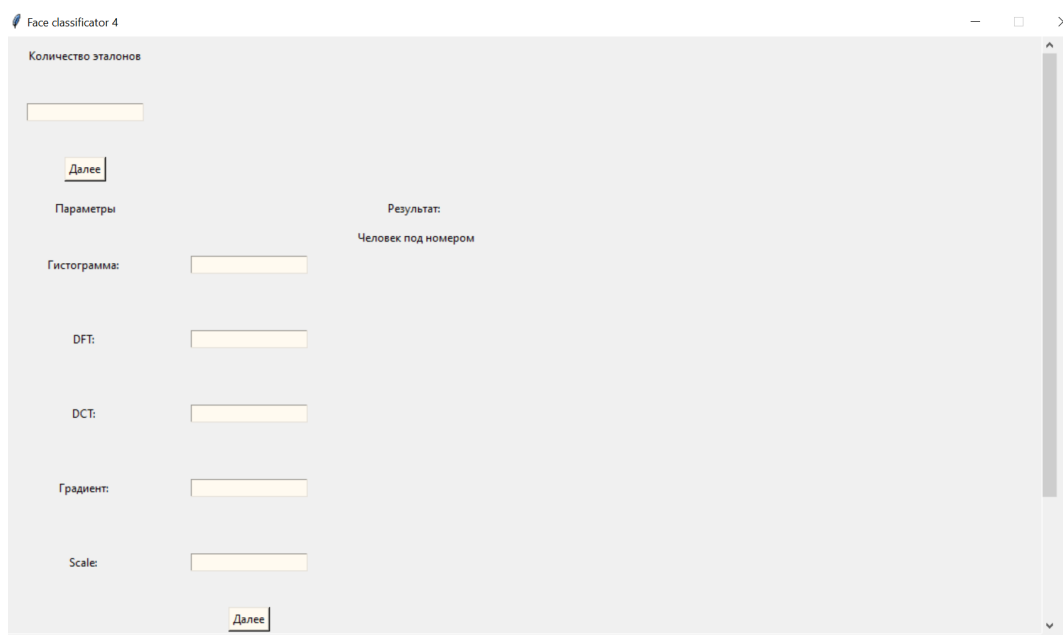 Face classificator 4
Количество эталонов
Далее
Параметры
Результат:
Человек под номером
Гистограмма:
DFT:
DCT:
Градиент:
Scale:
Далее